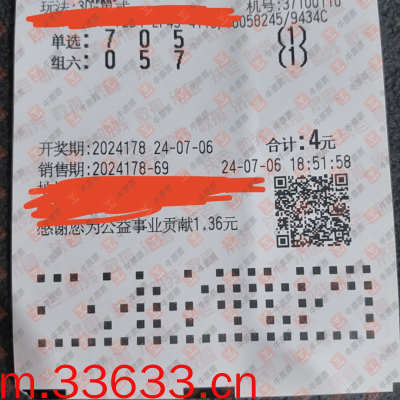 玩法:3D 机号:37100110
0058245/9434C
单选: 7 0 5 (1)
组六: 0 5 7 (1)
开奖期:2024178 24-07-06 合计:4元
销售期:2024178-69 24-07-06 18:51:58
感谢您为公益事业贡献1.36元
m.33633.cn